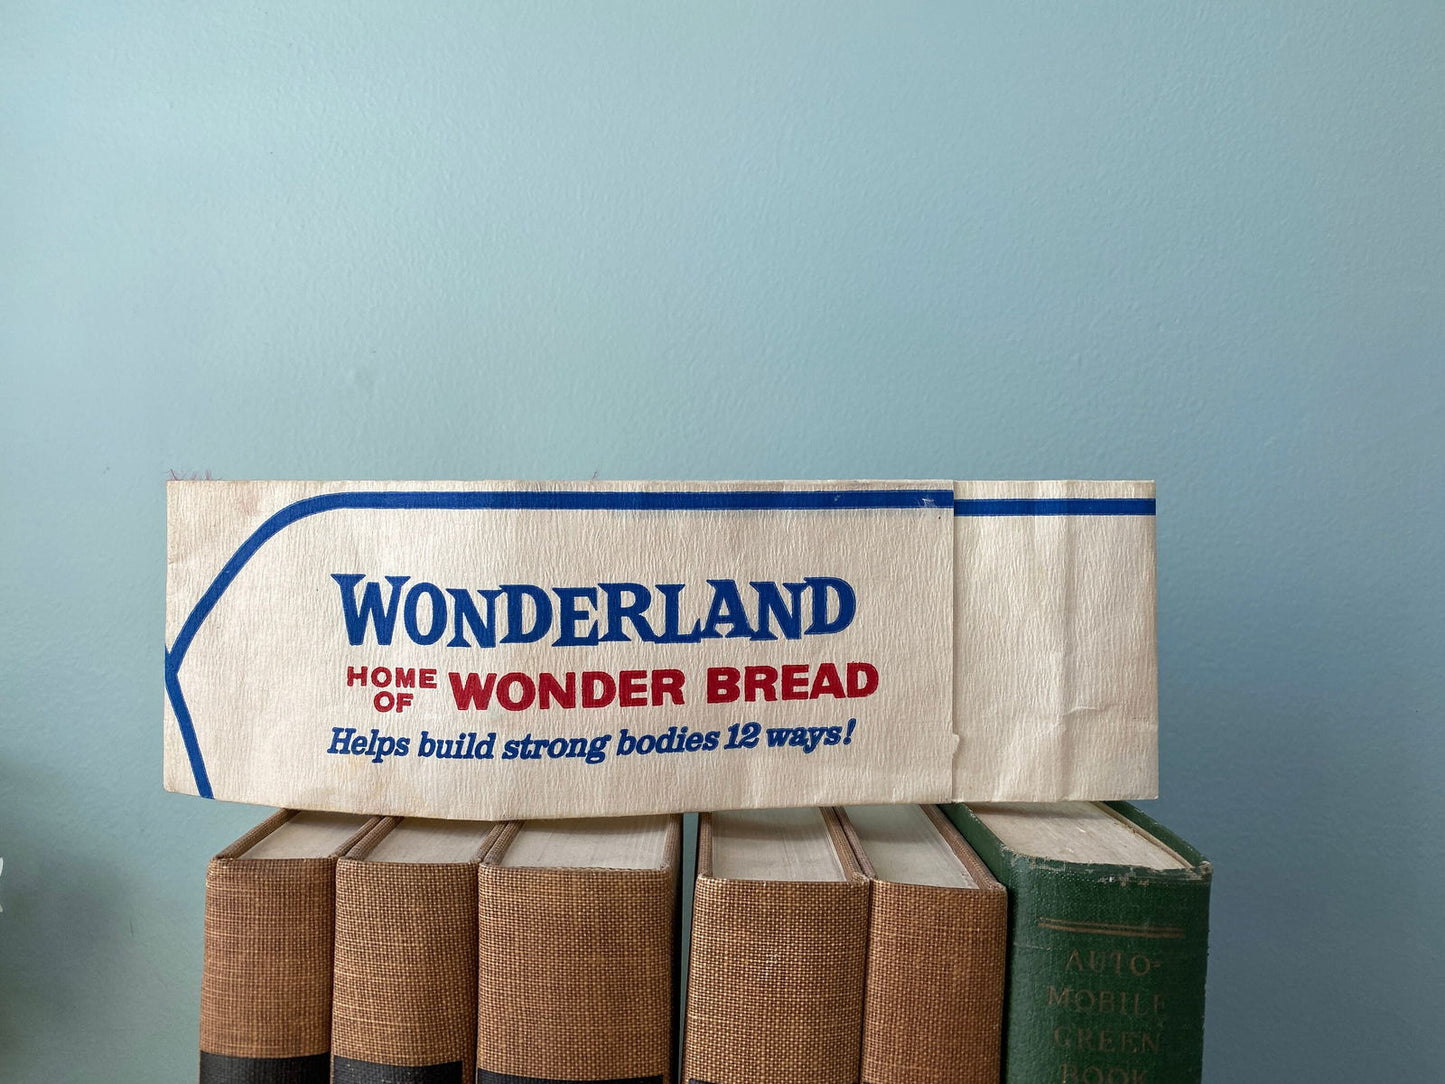 WONDERLAND
HOME OF WONDER BREAD
Helps build strong bodies 12 ways!
AUTO-
MOBILE
GREEN
BOOK